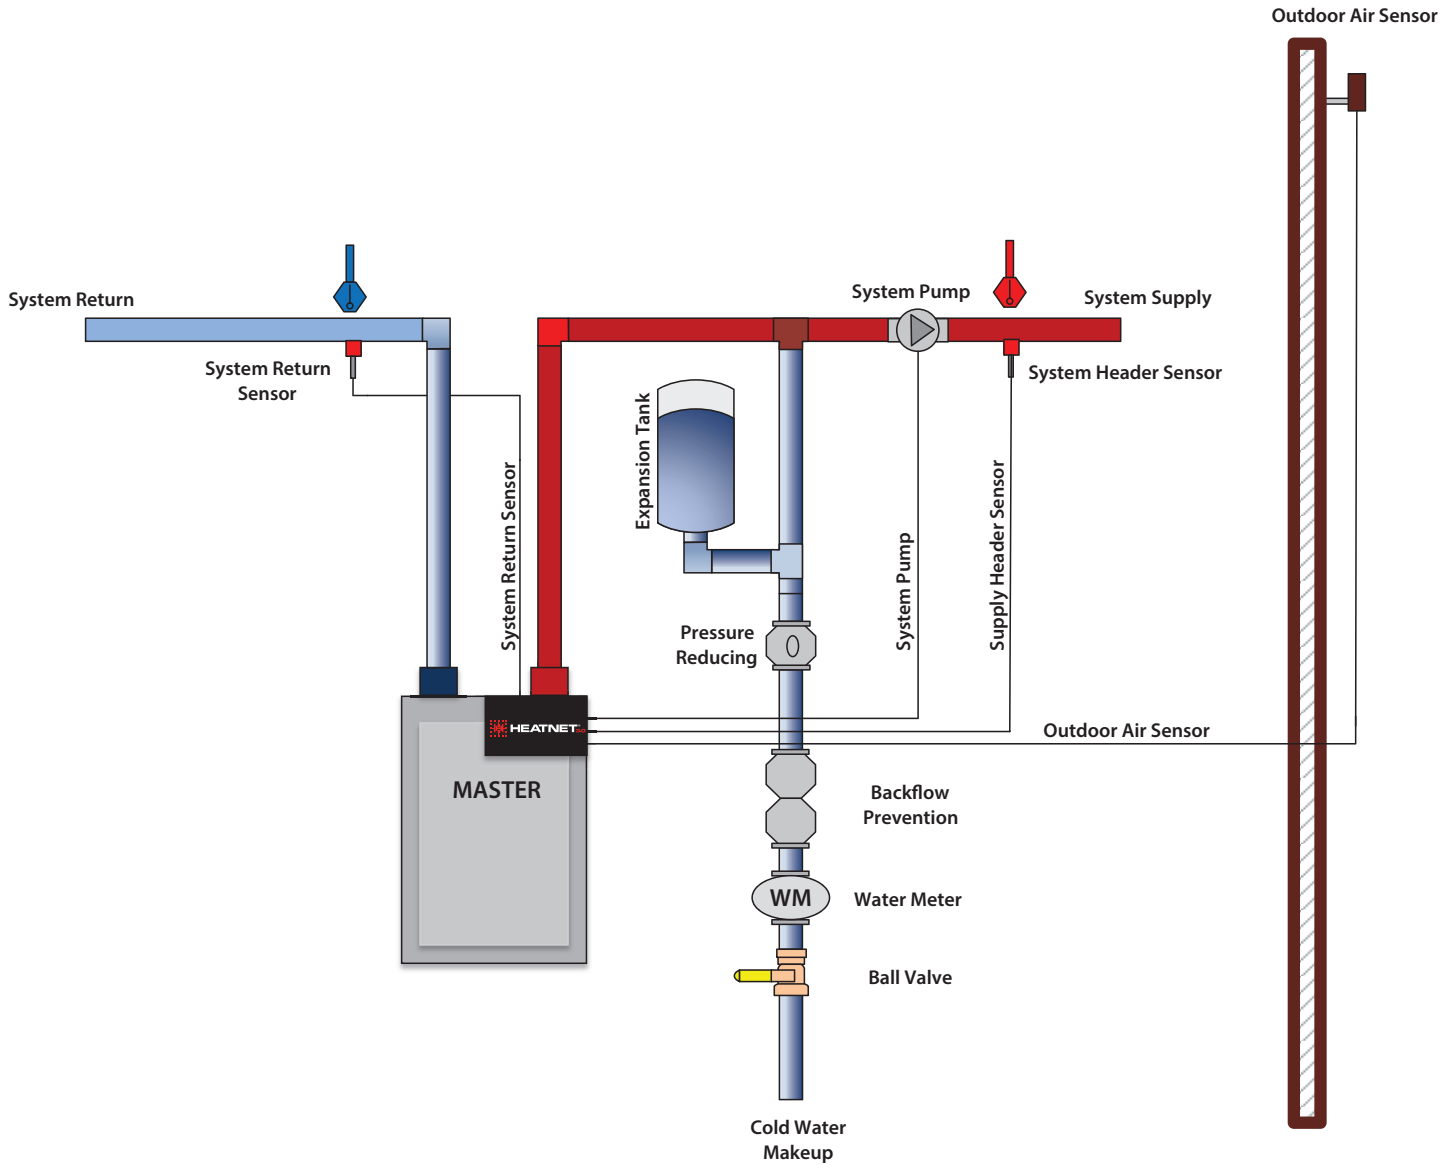 Outdoor Air Sensor
System Return
System Pump
System Supply
System Return
Sensor
System Header Sensor
Expansion Tank
System Return Sensor
System Pump
Supply Header Sensor
Pressure
Reducing
HEATNET 3.0
Outdoor Air Sensor
MASTER
Backflow
Prevention
WM
Water Meter
Ball Valve
Cold Water
Makeup